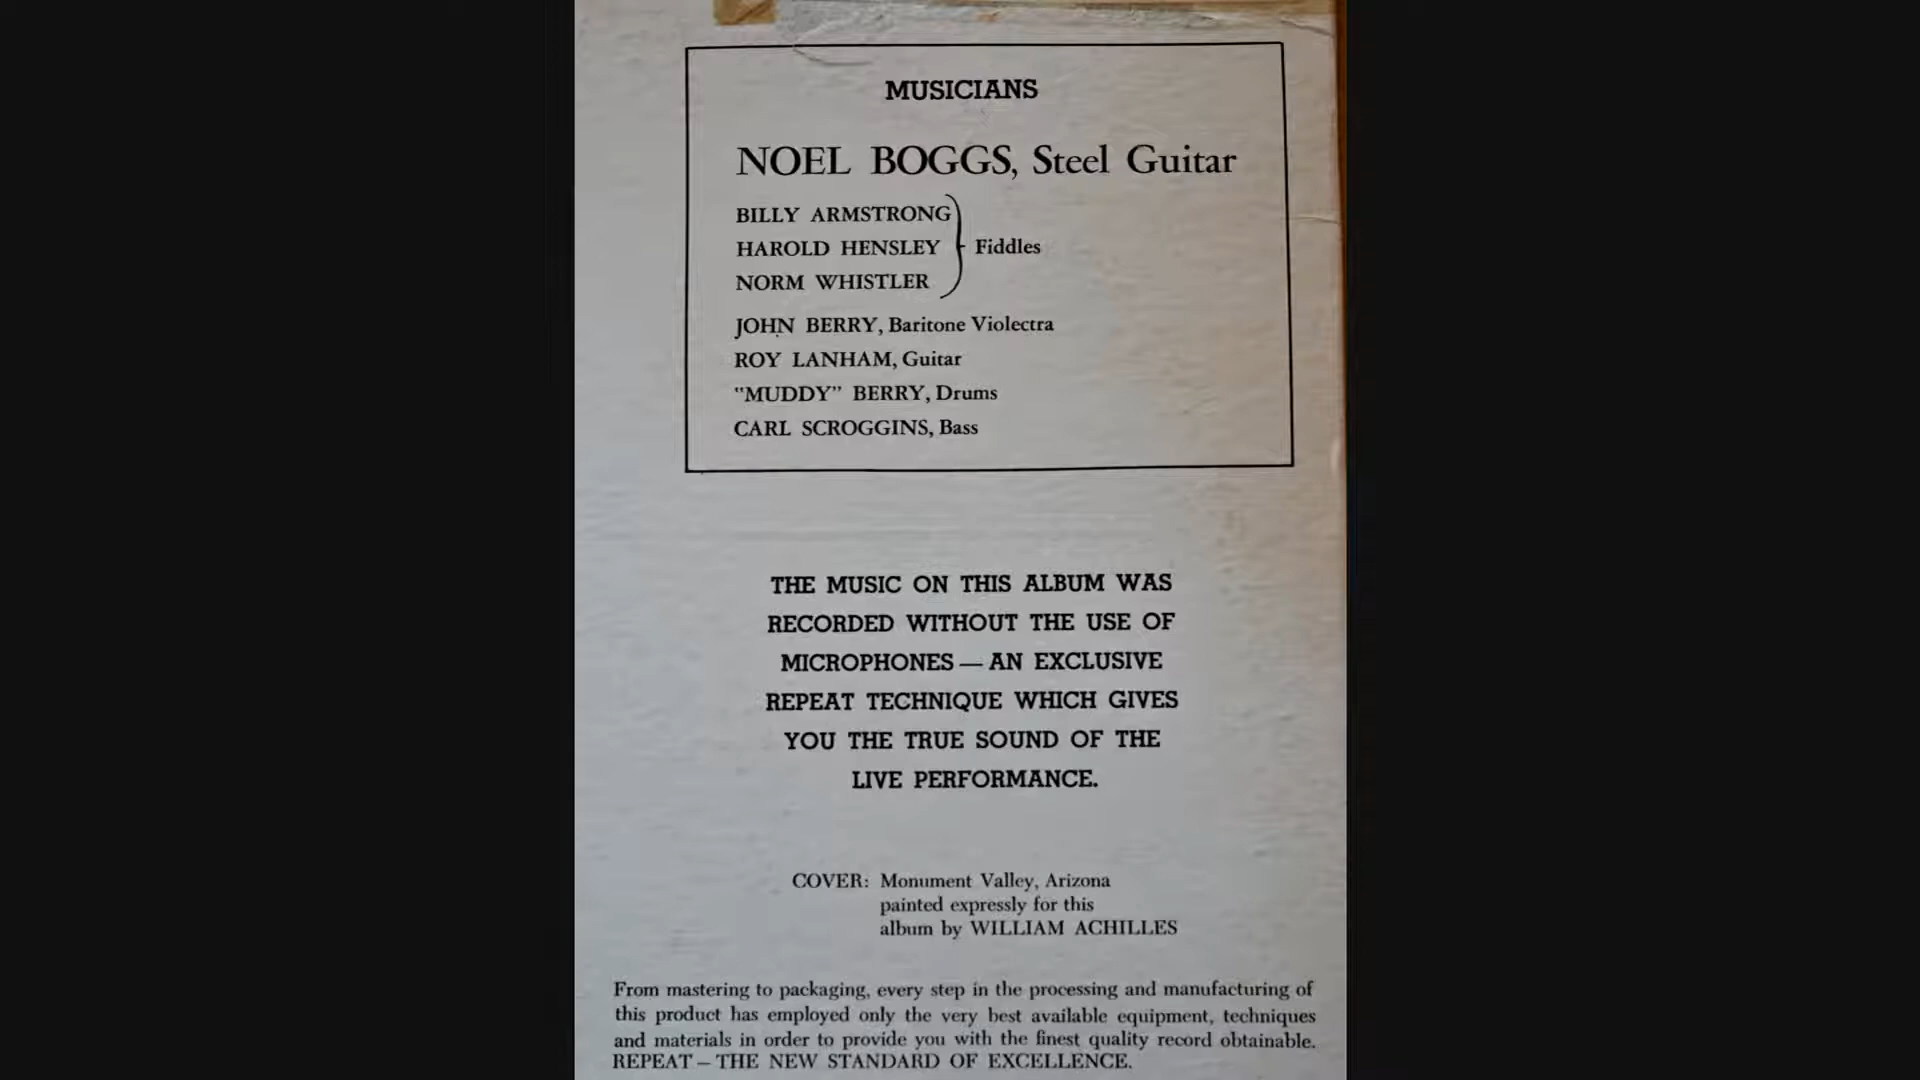 MUSICIANS
NOEL BOGGS, Steel Guitar
BILLY ARMSTRONG
HAROLD HENSLEY } Fiddles
NORM WHISTLER
JOHN BERRY, Baritone Violectra
ROY LANHAM, Guitar
"MUDDY" BERRY, Drums
CARL SCROGGINS, Bass
THE MUSIC ON THIS ALBUM WAS
RECORDED WITHOUT THE USE OF
MICROPHONES — AN EXCLUSIVE
REPEAT TECHNIQUE WHICH GIVES
YOU THE TRUE SOUND OF THE
LIVE PERFORMANCE.
COVER: Monument Valley, Arizona
painted expressly for this
album by WILLIAM ACHILLES
From mastering to packaging, every step in the processing and manufacturing of
this product has employed only the very best available equipment, techniques
and materials in order to provide you with the finest quality record obtainable.
REPEAT – THE NEW STANDARD OF EXCELLENCE.